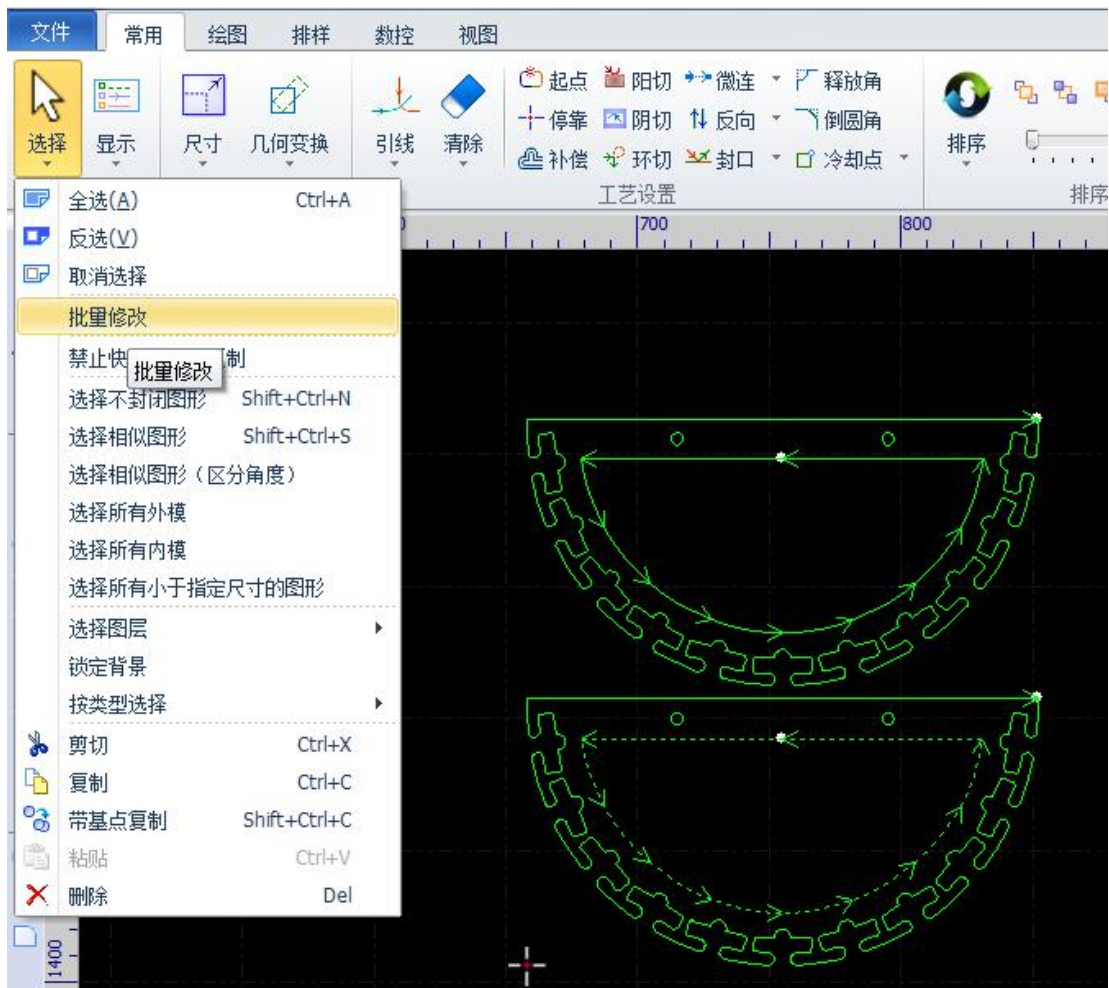 文件 常用 绘图 排样 数控 视图
起点 阳切 微连 释放角
停靠 阴切 反向 倒圆角
选择 显示 尺寸 几何变换 引线 清除 排序
补偿 环切 封口 冷却点
工艺设置 排序
700 800
全选(A) Ctrl+A
反选(V)
取消选择
批量修改
禁止快 制
批量修改
选择不封闭图形 Shift+Ctrl+N
选择相似图形 Shift+Ctrl+S
选择相似图形（区分角度）
选择所有外模
选择所有内模
选择所有小于指定尺寸的图形
选择图层
锁定背景
按类型选择
剪切 Ctrl+X
复制 Ctrl+C
带基点复制 Shift+Ctrl+C
粘贴 Ctrl+V
删除 Del
1400